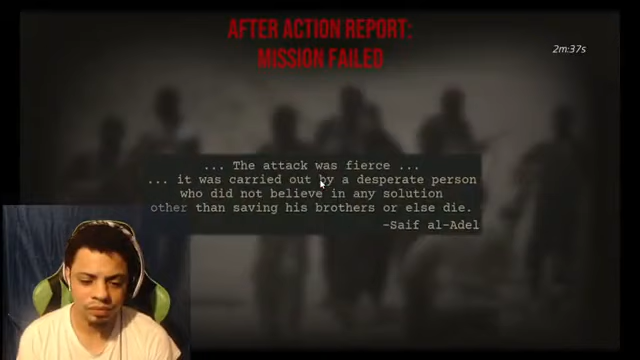 AFTER ACTION REPORT:
MISSION FAILED
2m:37s
... The attack was fierce ...
... it was carried out by a desperate person
who did not believe in any solution
other than saving his brothers or else die.
-Saif al-Adel